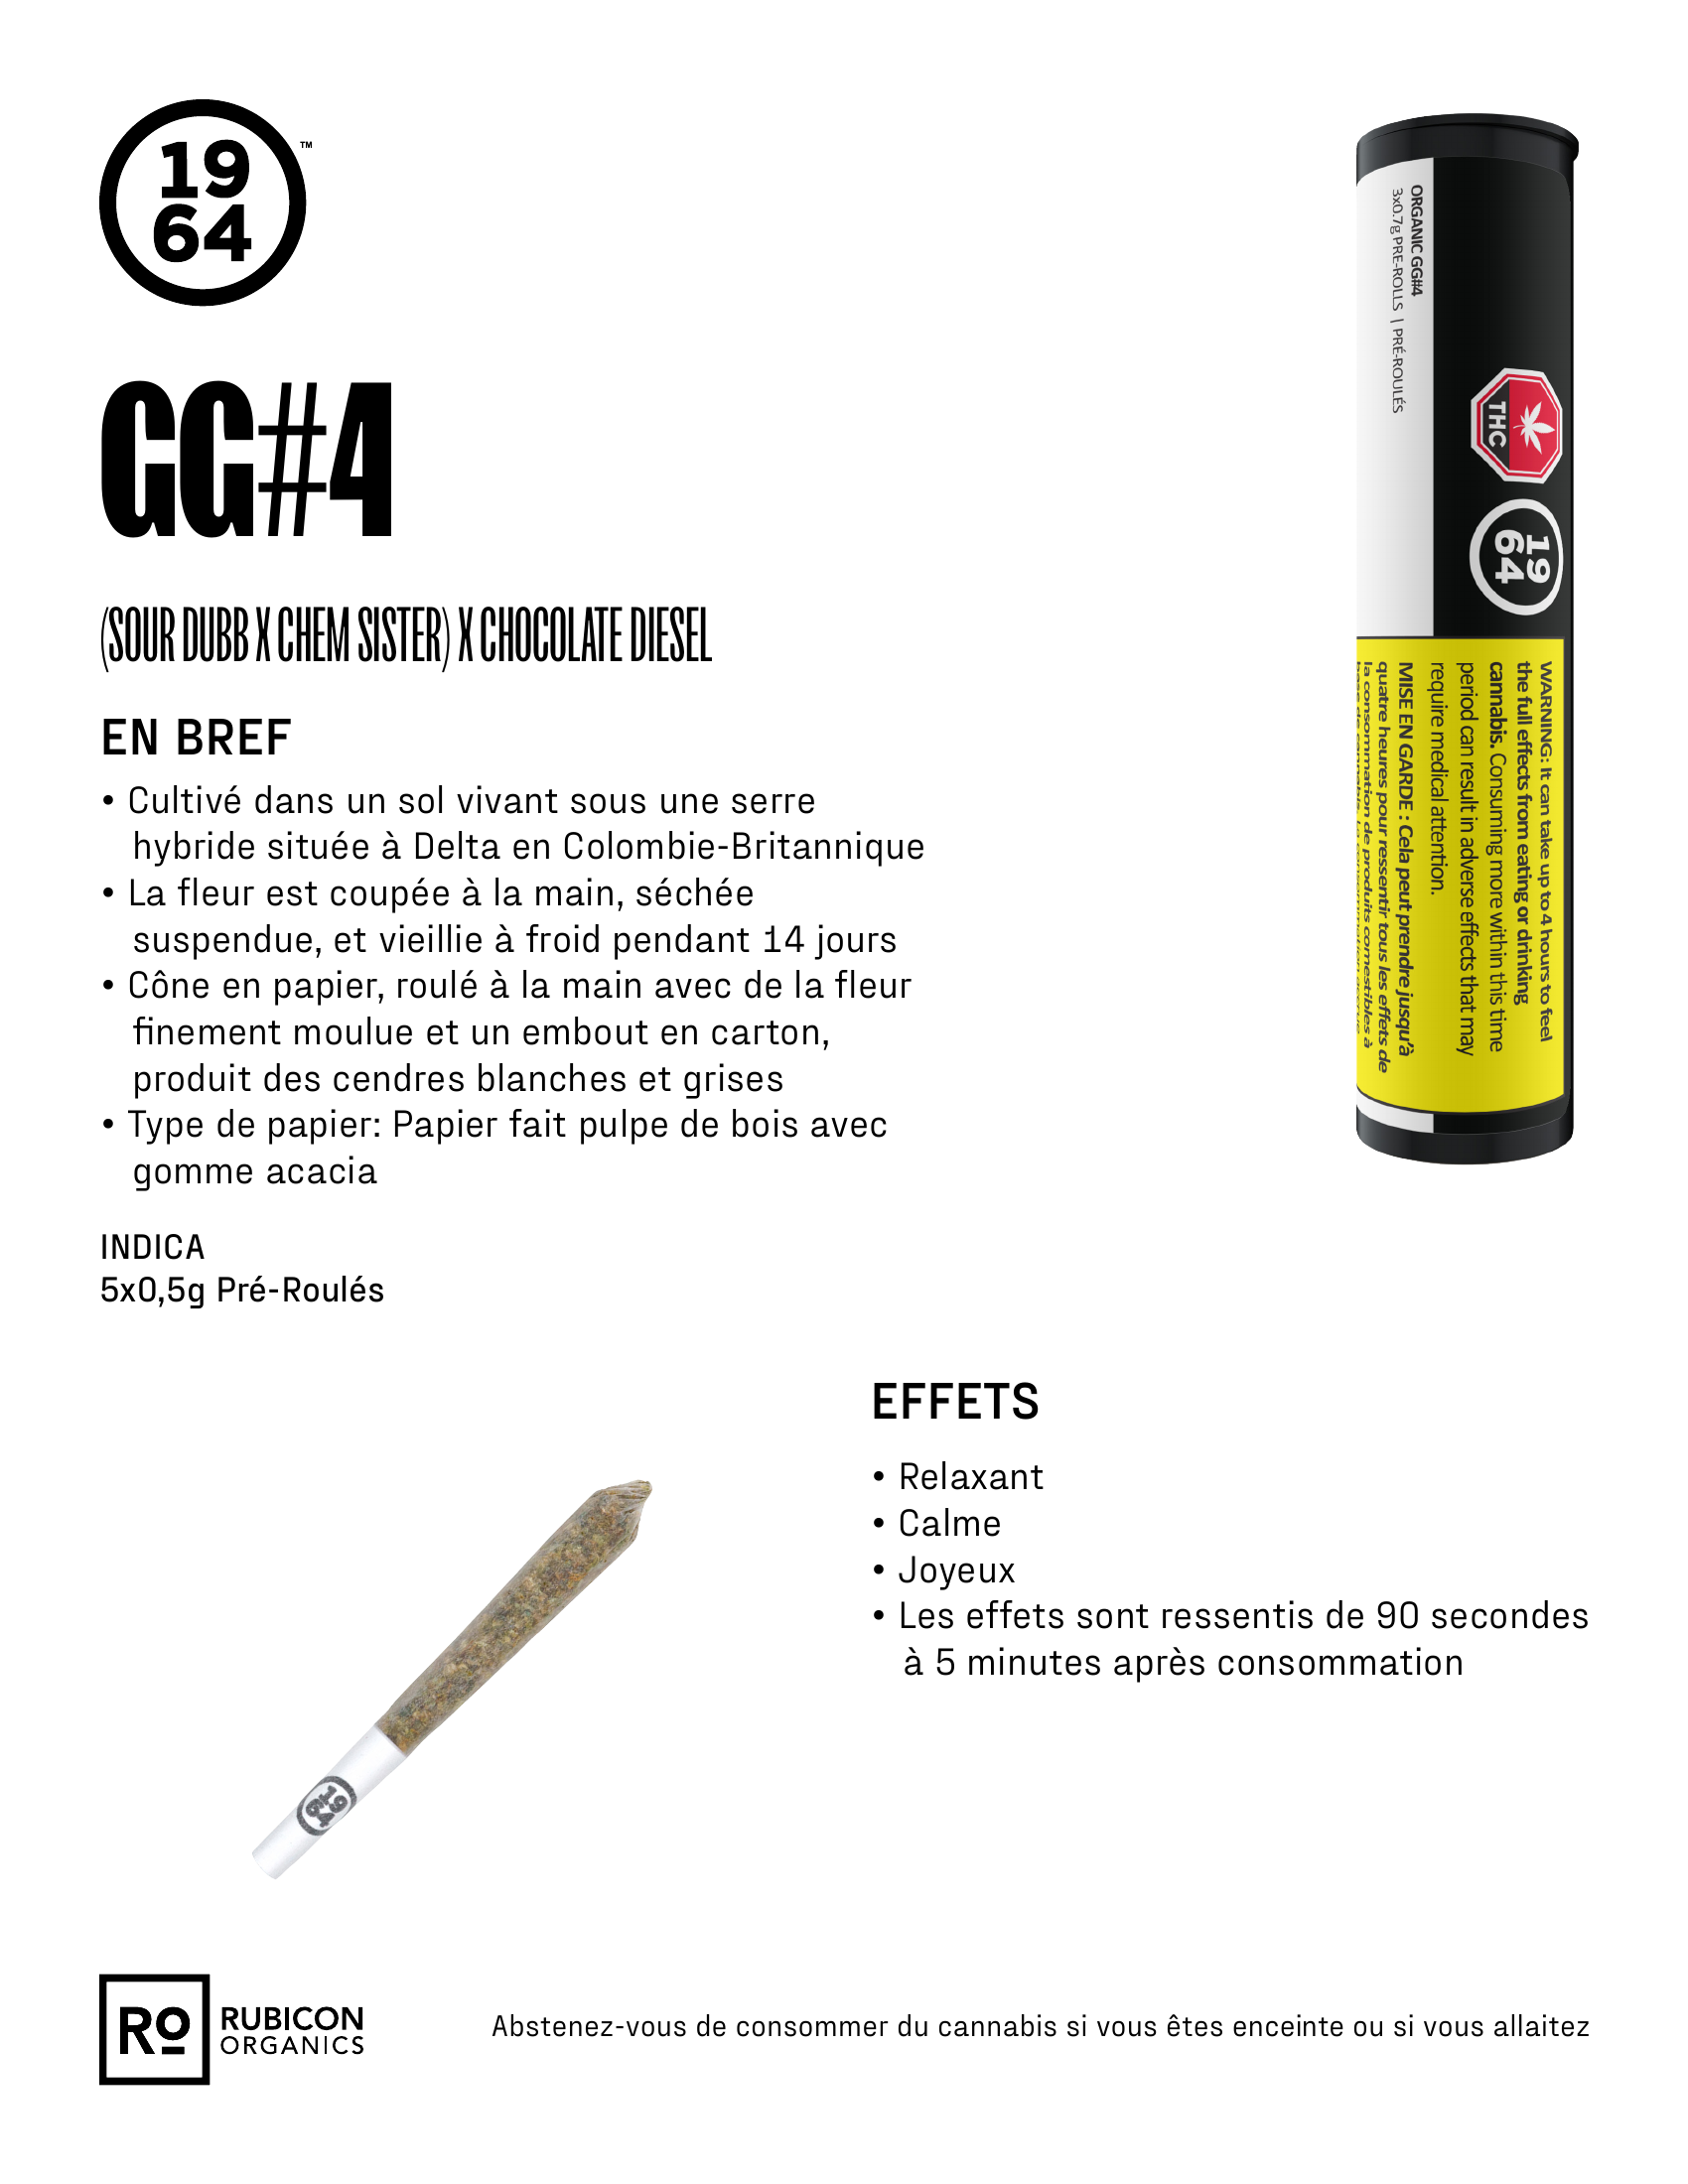 19
64
™
GG#4
(SOUR DUBB X CHEM SISTER) X CHOCOLATE DIESEL
EN BREF
• Cultivé dans un sol vivant sous une serre
hybride située à Delta en Colombie-Britannique
• La fleur est coupée à la main, séchée
suspendue, et vieillie à froid pendant 14 jours
• Cône en papier, roulé à la main avec de la fleur
finement moulue et un embout en carton,
produit des cendres blanches et grises
• Type de papier: Papier fait pulpe de bois avec
gomme acacia
INDICA
5x0,5g Pré-Roulés
ORGANIC GG#4
3x0.7g PRE-ROLLS | PRÉ-ROULÉS
THC
19
64
WARNING: It can take up to 4 hours to feel
the full effects from eating or drinking
cannabis. Consuming more within this time
period can result in adverse effects that may
require medical attention.
MISE EN GARDE : Cela peut prendre jusqu'à
quatre heures pour ressentir tous les effets de
la consommation de produits comestibles à
EFFETS
• Relaxant
• Calme
• Joyeux
• Les effets sont ressentis de 90 secondes
à 5 minutes après consommation
19
64
Ro
RUBICON
ORGANICS
Abstenez-vous de consommer du cannabis si vous êtes enceinte ou si vous allaitez